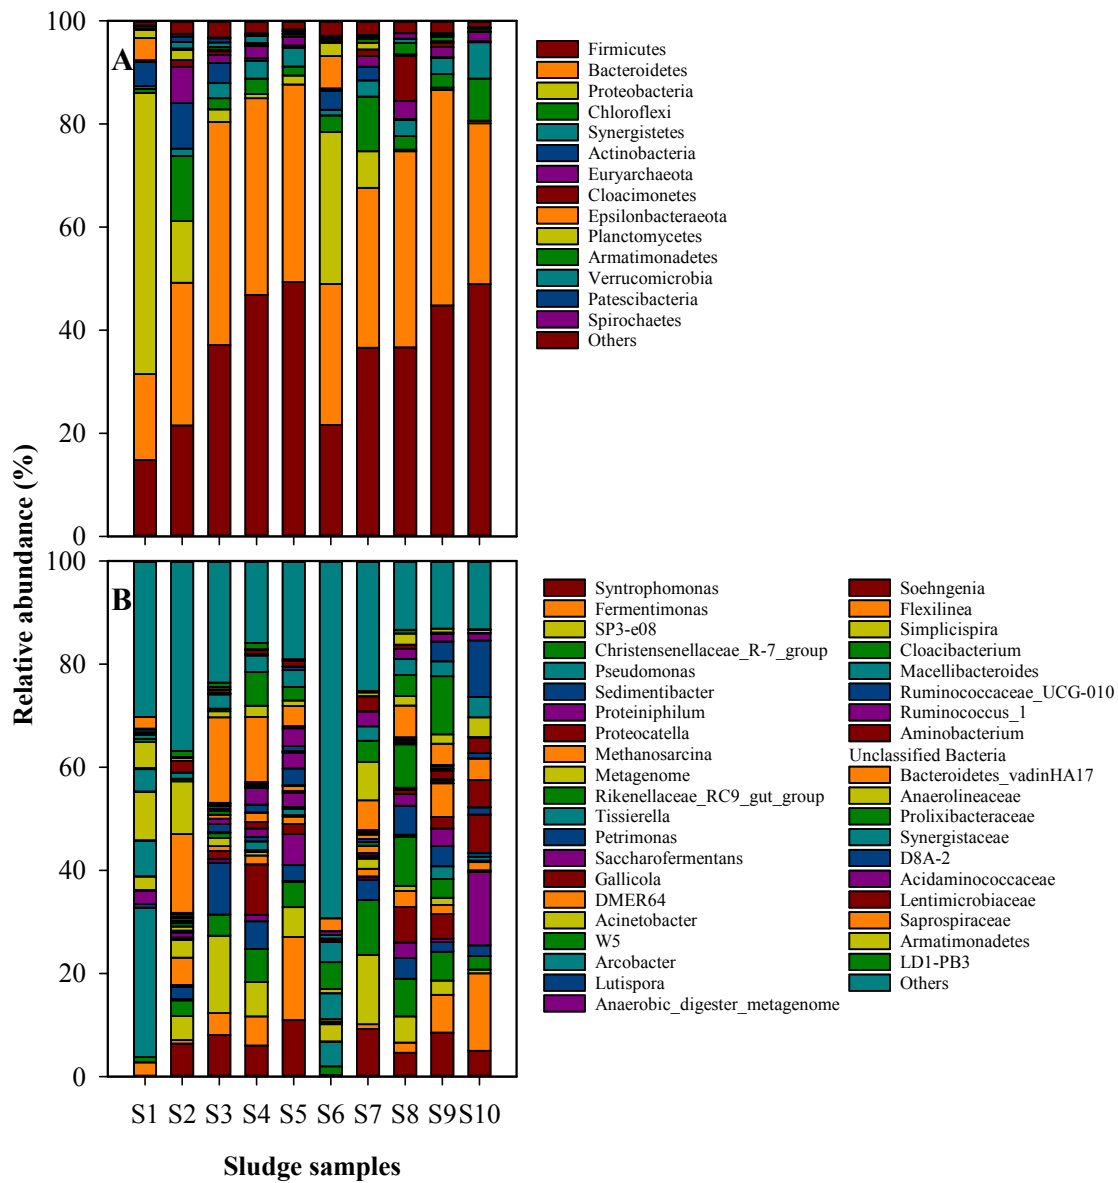 Relative abundance (%)
A
100
80
60
40
20
0
Firmicutes
Bacteroidetes
Proteobacteria
Chloroflexi
Synergistetes
Actinobacteria
Euryarchaeota
Cloacimonetes
Epsilonbacteraeota
Planctomycetes
Armatimonadetes
Verrucomicrobia
Patescibacteria
Spirochaetes
Others
B
100
80
60
40
20
0
Syntrophomonas
Fermentimonas
SP3-e08
Christensenellaceae_R-7_group
Pseudomonas
Sedimentibacter
Proteiniphilum
Proteocatella
Methanosarcina
Metagenome
Rikenellaceae_RC9_gut_group
Tissierella
Petrimonas
Saccharofermentans
Gallicola
DMER64
Acinetobacter
W5
Arcobacter
Lutispora
Anaerobic_digester_metagenome
Soehngenia
Flexilinea
Simplicispira
Cloacibacterium
Macellibacteroides
Ruminococcaceae_UCG-010
Ruminococcus_1
Aminobacterium
Unclassified Bacteria
Bacteroidetes_vadinHA17
Anaerolineaceae
Prolixibacteraceae
Synergistaceae
D8A-2
Acidaminococcaceae
Lentimicrobiaceae
Saprospiraceae
Armatimonadetes
LD1-PB3
Others
S1 S2 S3 S4 S5 S6 S7 S8 S9 S10
Sludge samples